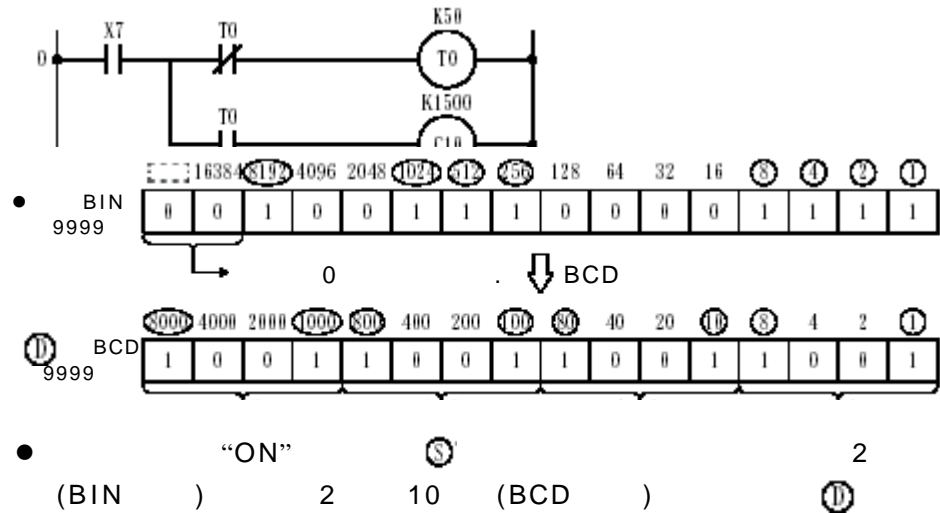 K50
X7 T0
0 T0
K1500
T0
C10
16384 8192 4096 2048 1024 512 256 128 64 32 16 8 4 2 1
● BIN 9999 0 0 1 0 0 1 1 1 0 0 0 0 1 1 1 1
0 . BCD
8000 4000 2000 1000 800 400 200 100 80 40 20 10 8 4 2 1
D BCD 9999 1 0 0 1 1 0 0 1 1 0 0 1 1 0 0 1
● “ON” S 2
(BIN ) 2 10 (BCD ) D